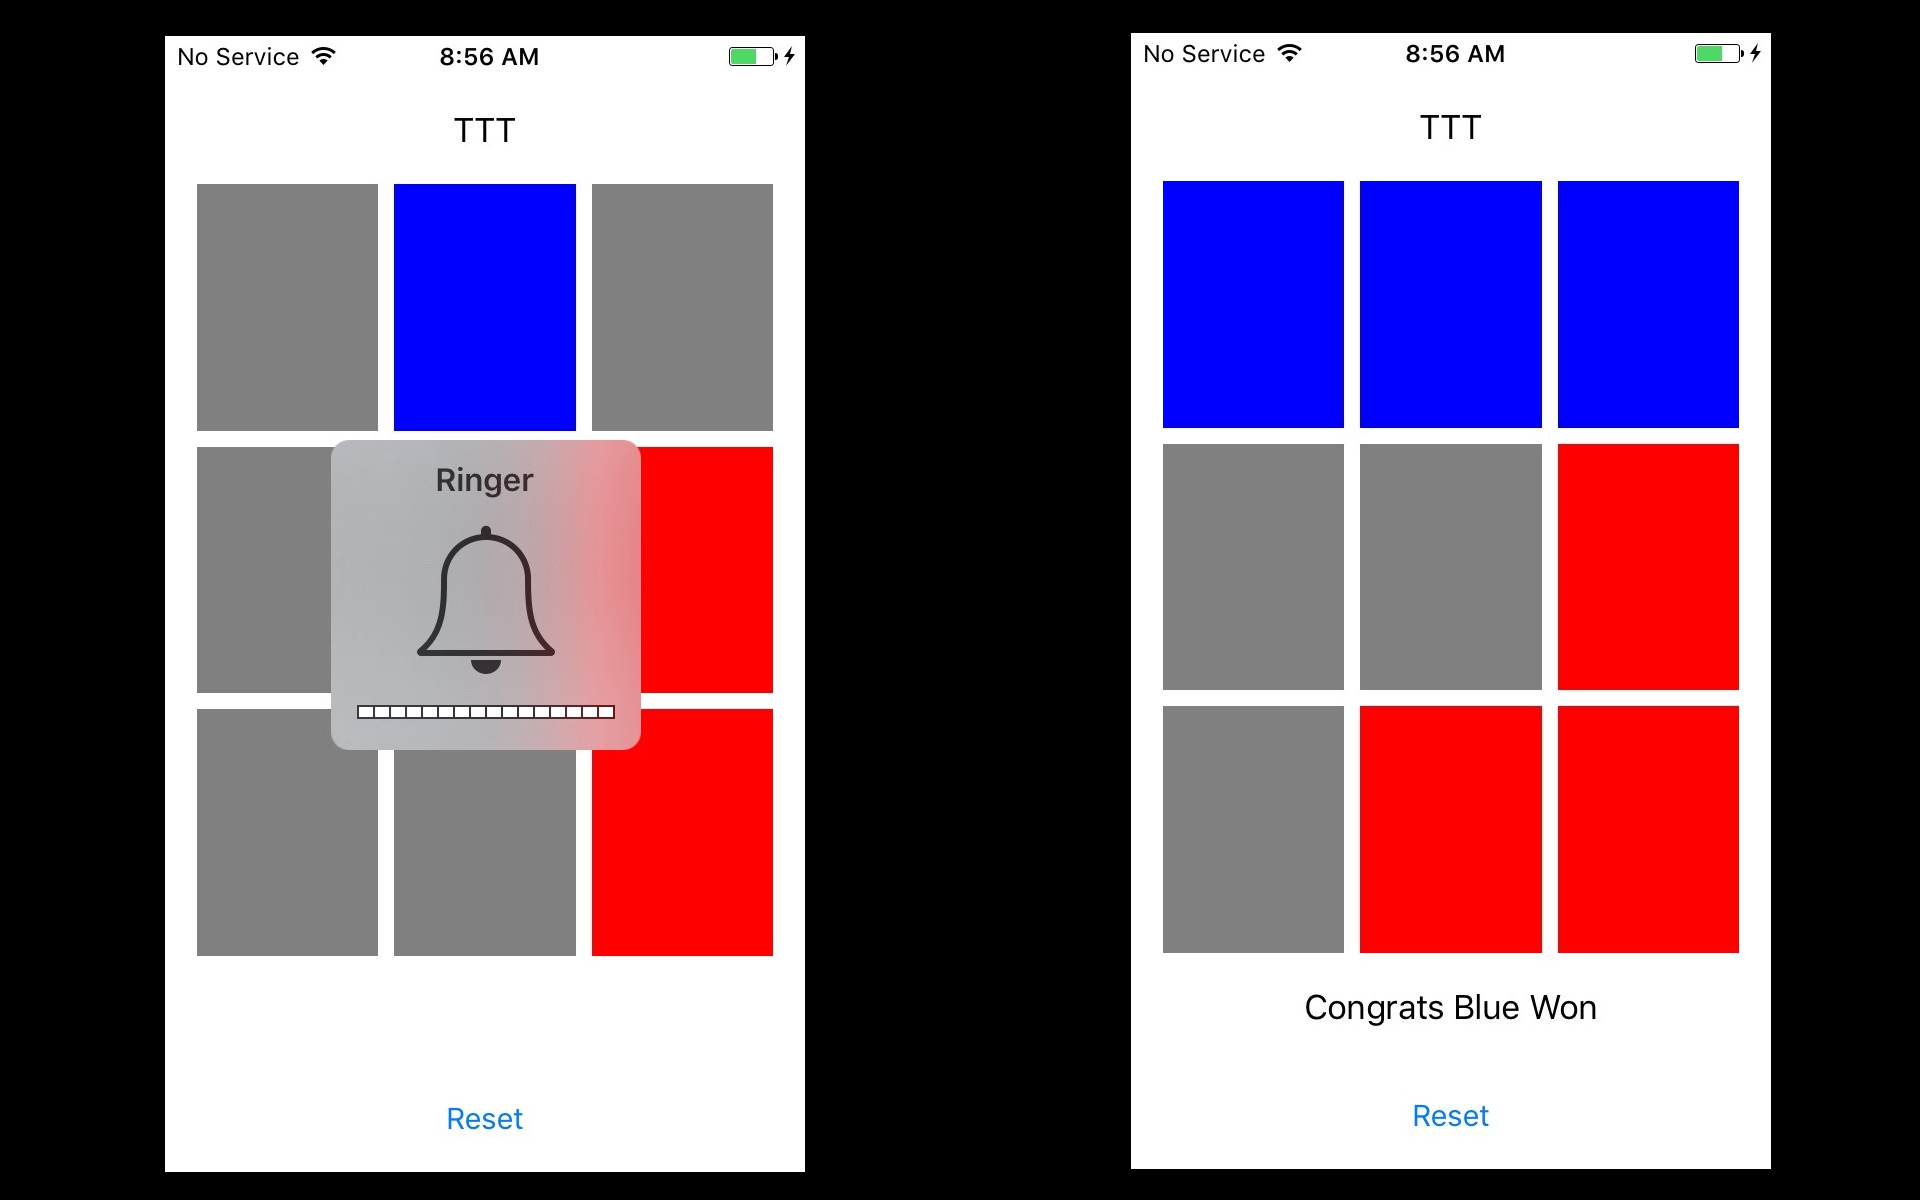 No Service 8:56 AM
TTT
Ringer
Reset
No Service 8:56 AM
TTT
Congrats Blue Won
Reset